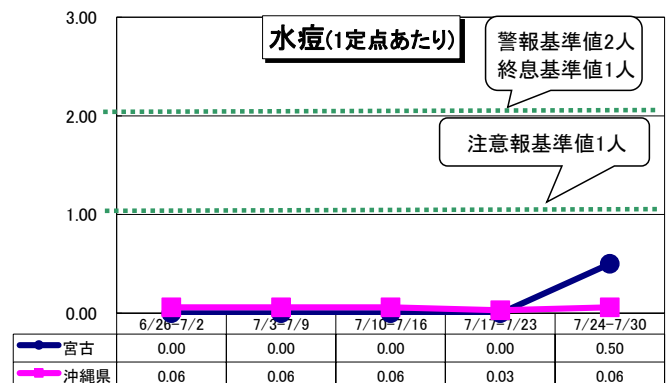 3.00
水痘(1定点あたり)
警報基準値2人
終息基準値1人
2.00
注意報基準値1人
1.00
0.00
6/26-7/2 7/3-7/9 7/10-7/16 7/17-7/23 7/24-7/30
宮古 0.00 0.00 0.00 0.00 0.50
沖縄県 0.06 0.06 0.06 0.03 0.06